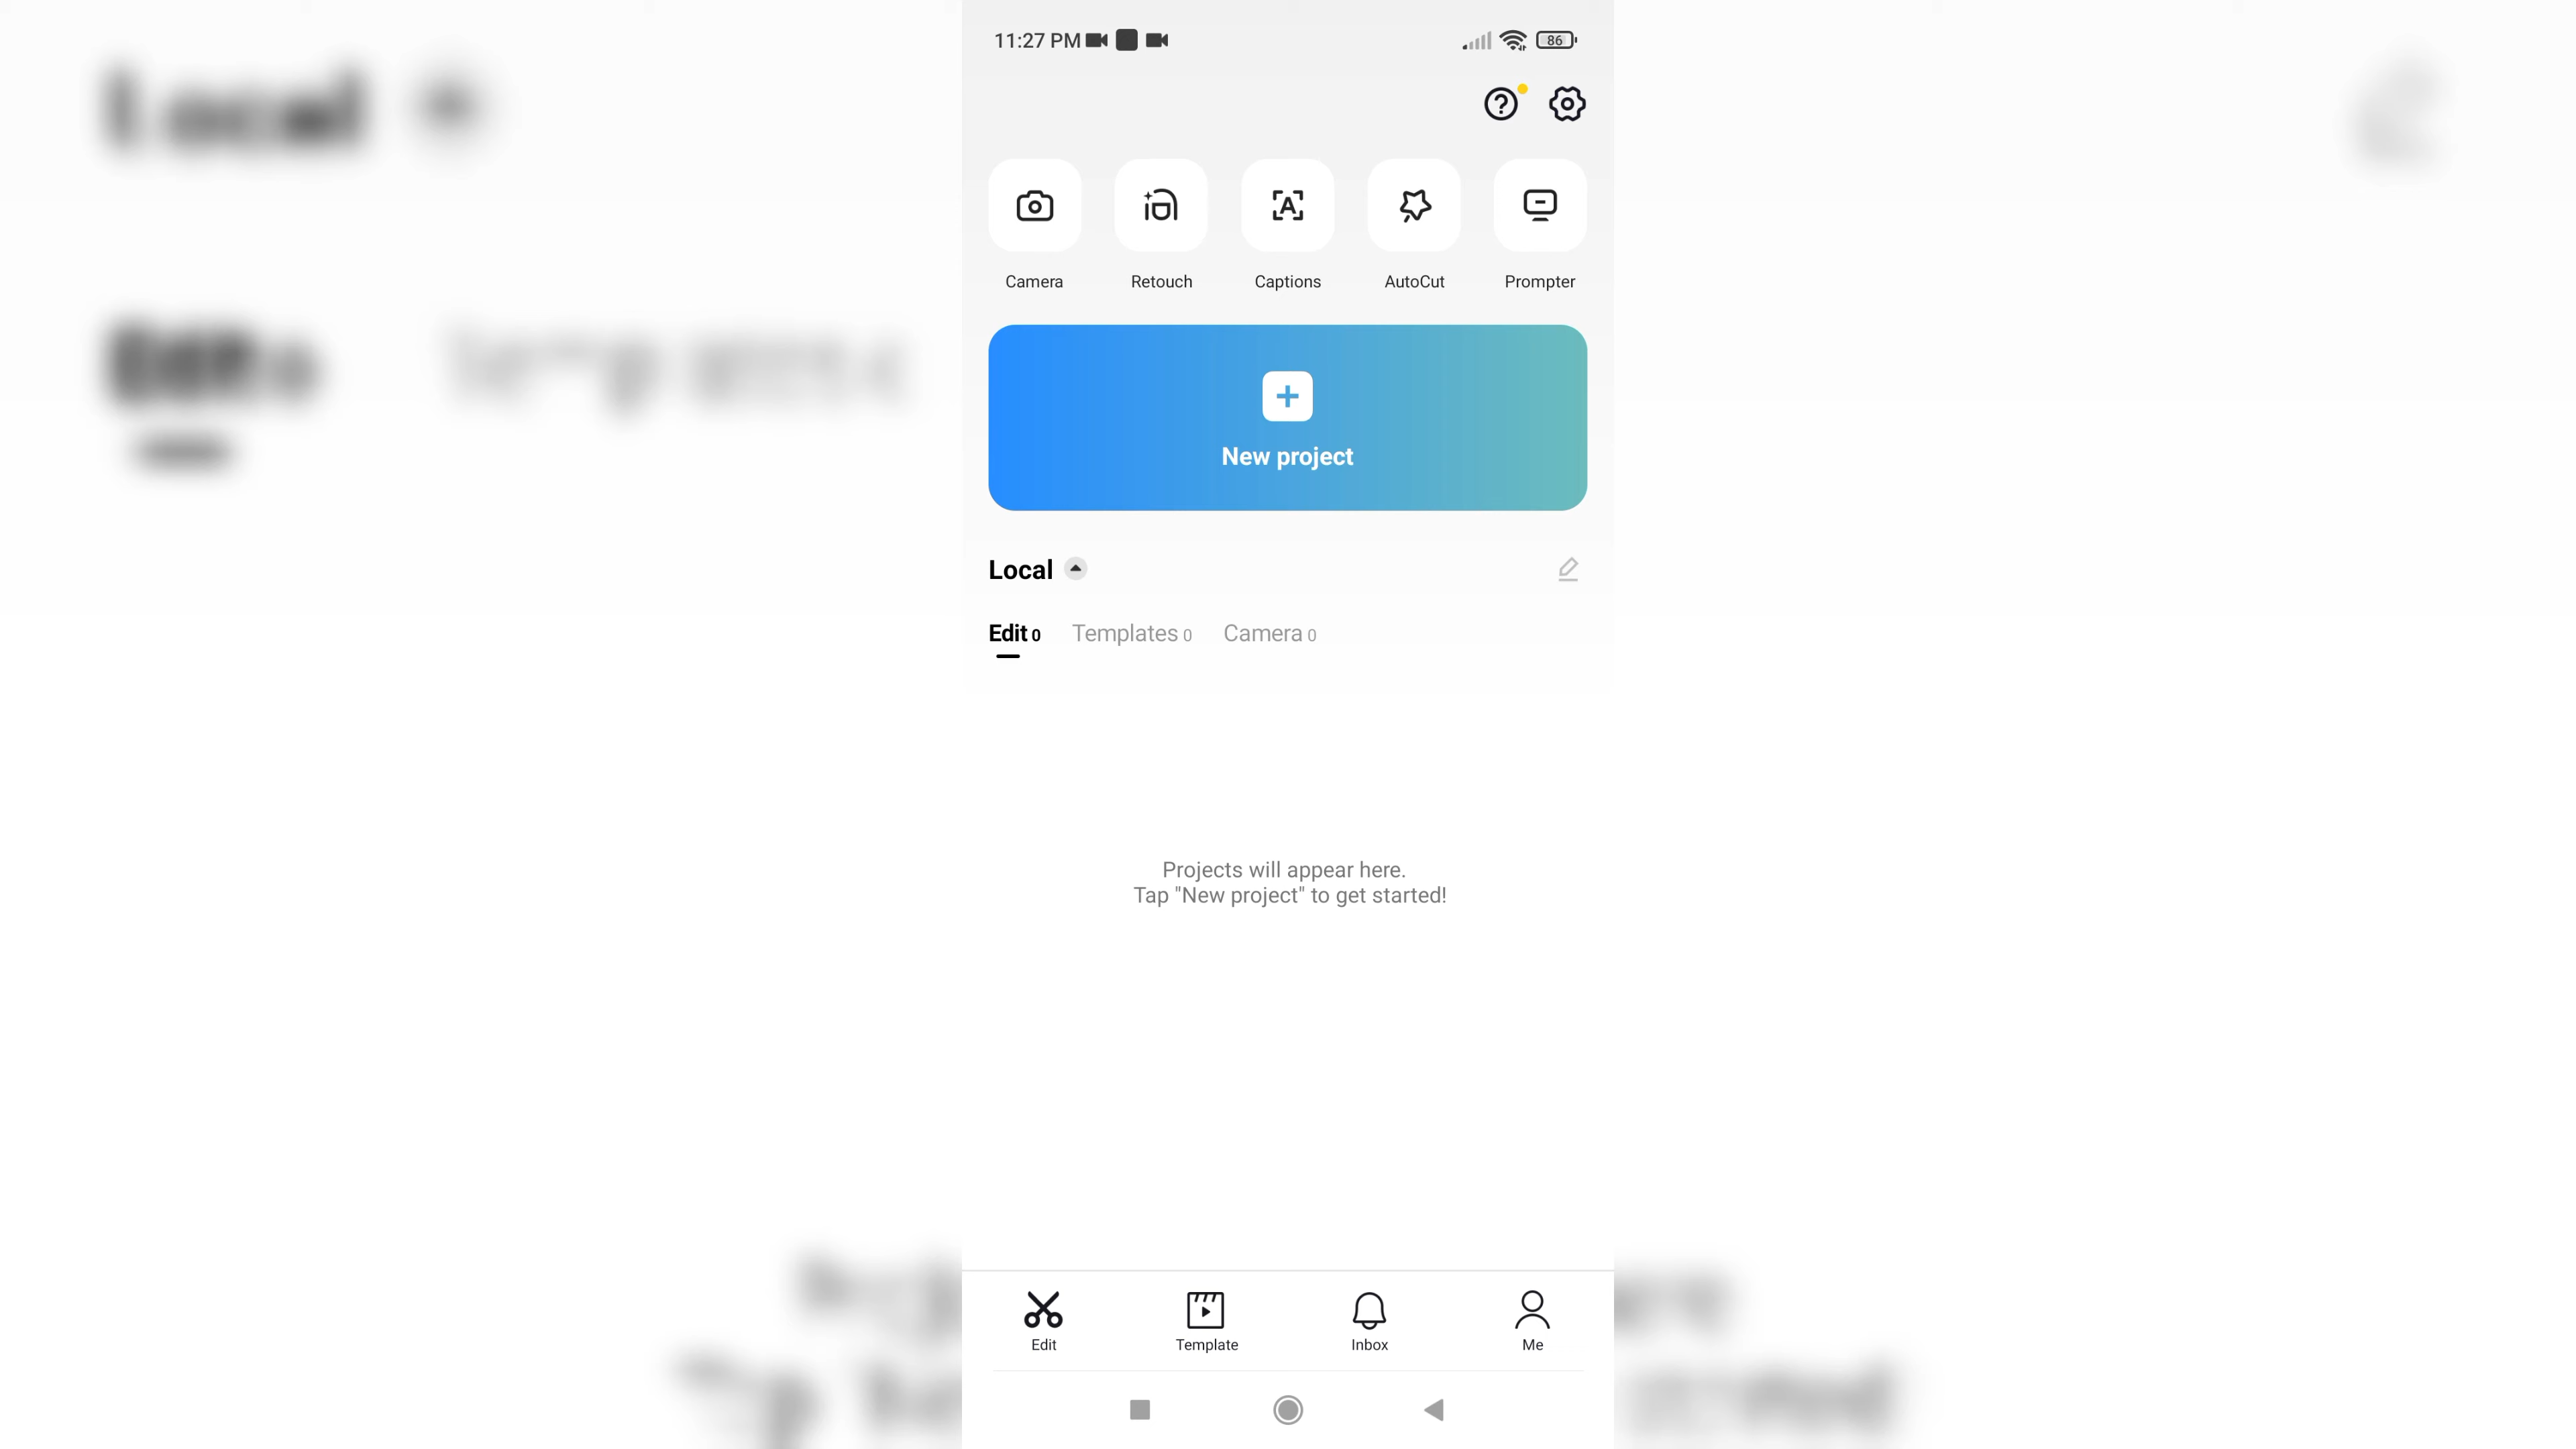 11:27 PM
86
Camera Retouch Captions AutoCut Prompter
New project
Local
Edit 0 Templates 0 Camera 0
Projects will appear here.
Tap "New project" to get started!
Edit Template Inbox Me